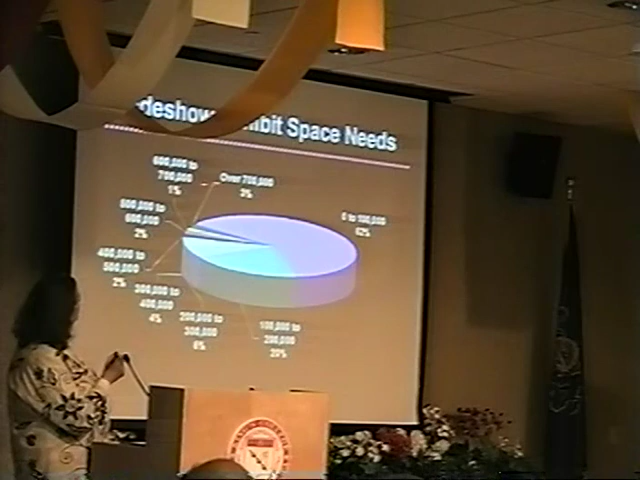 Space Needs
600,000 to
700,000
1%
Over 700,000
3%
500,000 to
600,000
2%
0 to 100,000
62%
400,000 to
500,000
2%
300,000 to
400,000
4%
200,000 to
300,000
6%
100,000 to
200,000
20%